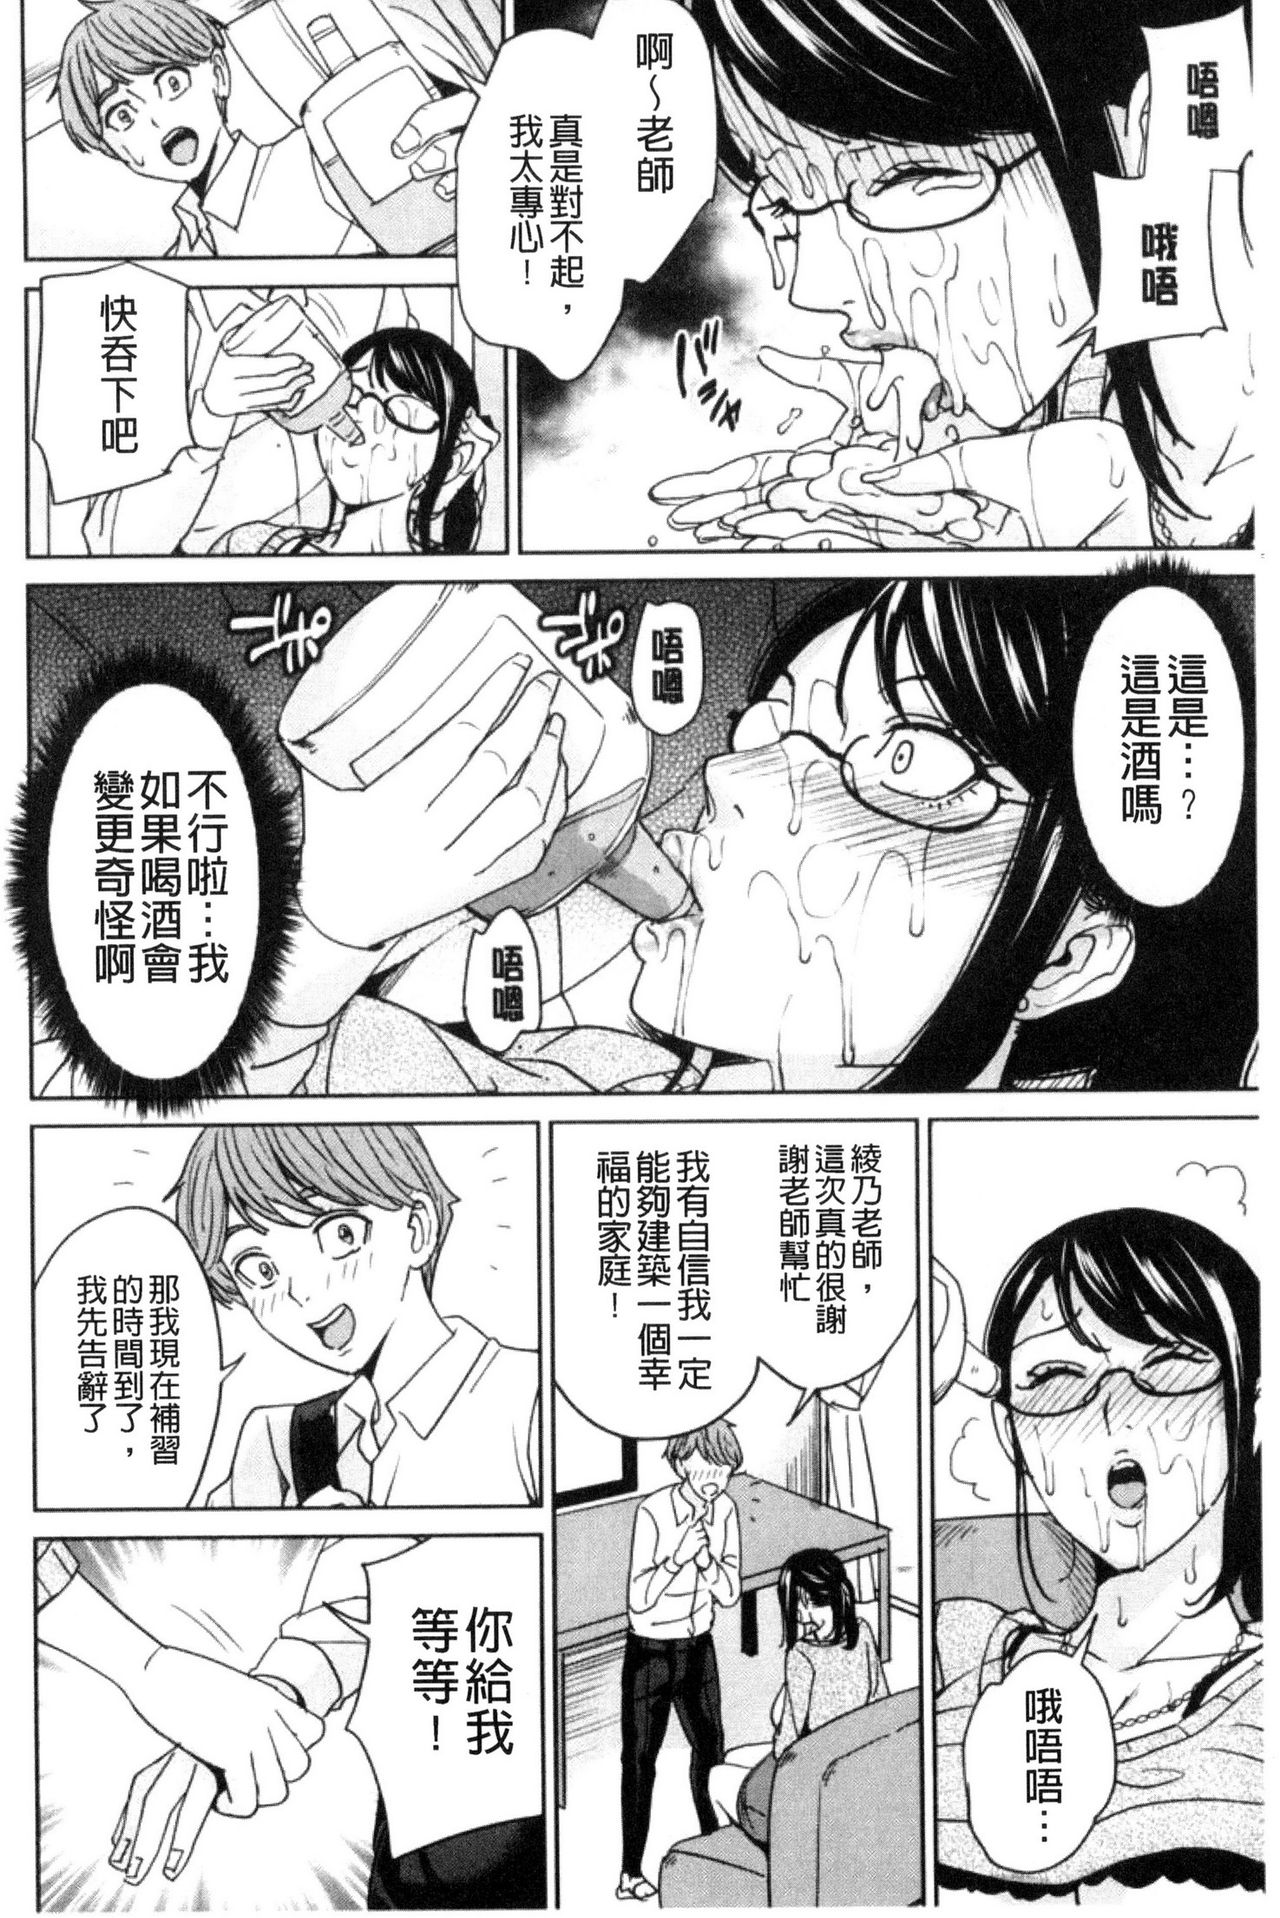 唔嗯
哦唔
啊～老師
真是對不起，
我太專心！
快吞下吧
這是…？
這是酒嗎
唔嗯
唔嗯
不行啦…我
如果喝酒會
變更奇怪啊
哦唔唔…
綾乃老師，
這次真的很謝
謝老師幫忙
我有自信我一定
能夠建築一個幸
福的家庭！
那我現在補習
的時間到了，
我先告辭了
你給我
等等！